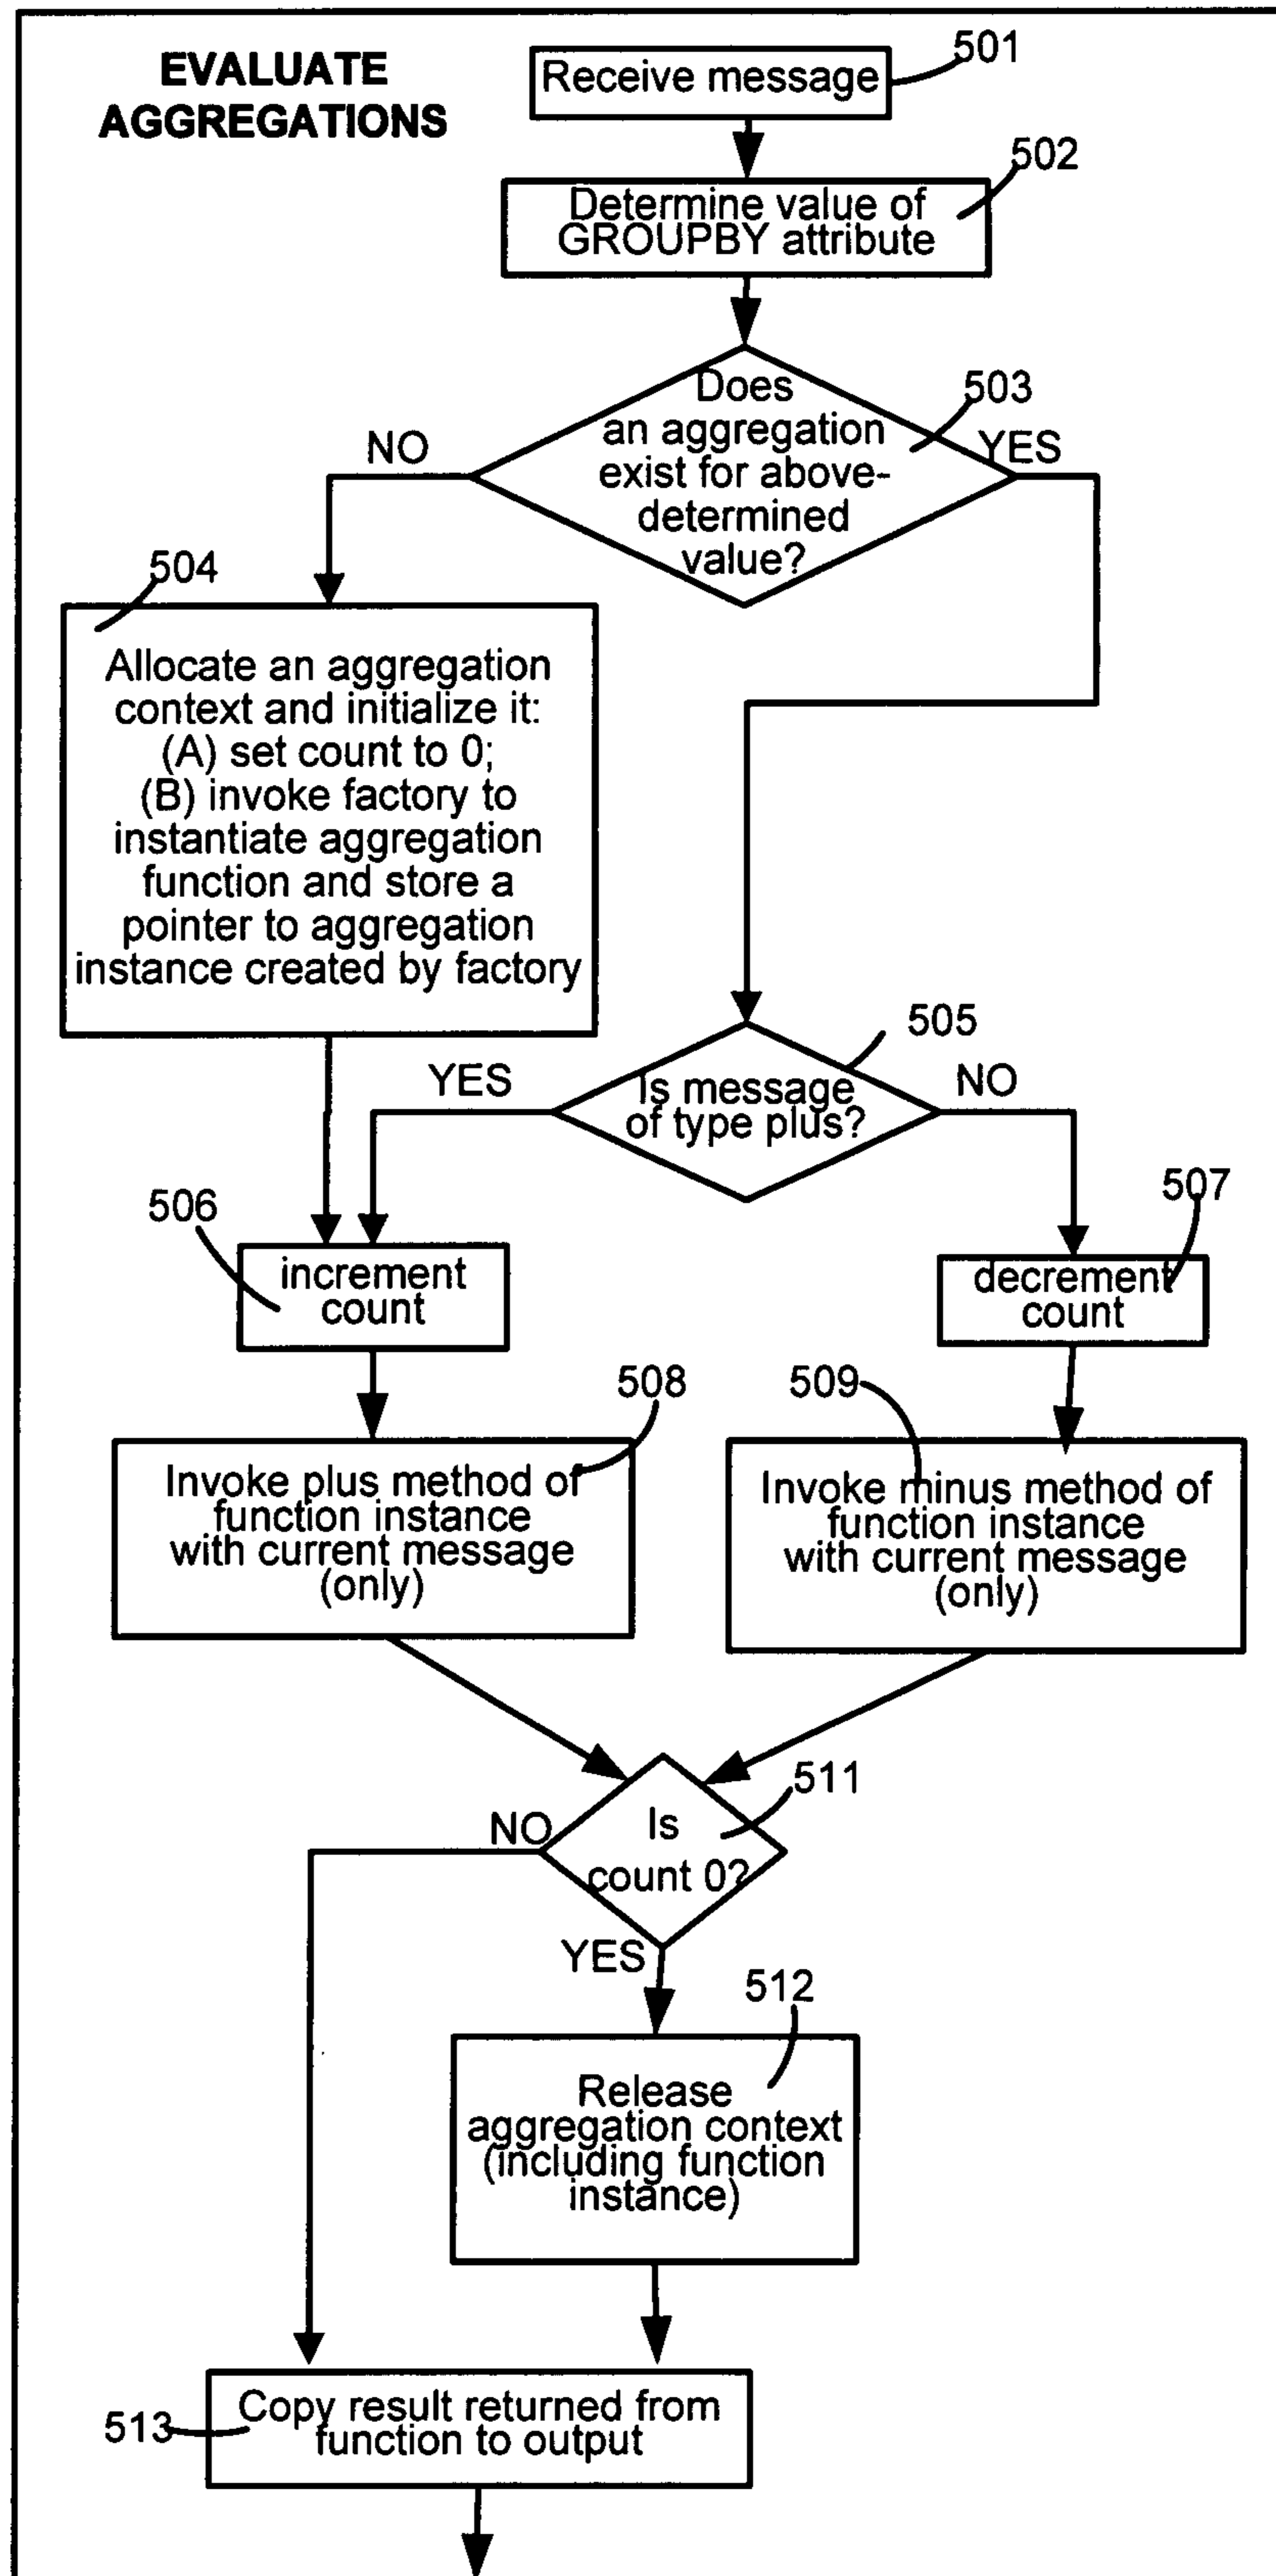 EVALUATE
AGGREGATIONS
Receive message
501
502
Determine value of
GROUPBY attribute
503
Does
an aggregation
exist for above-
determined
value?
NO
YES
504
Allocate an aggregation
context and initialize it:
(A) set count to 0;
(B) invoke factory to
instantiate aggregation
function and store a
pointer to aggregation
instance created by factory
505
YES
NO
Is message
of type plus?
506
507
increment
count
decrement
count
508
509
Invoke plus method of
function instance
with current message
(only)
Invoke minus method of
function instance
with current message
(only)
511
NO
Is
count 0?
YES
512
Release
aggregation context
(including function
instance)
513
Copy result returned from
function to output